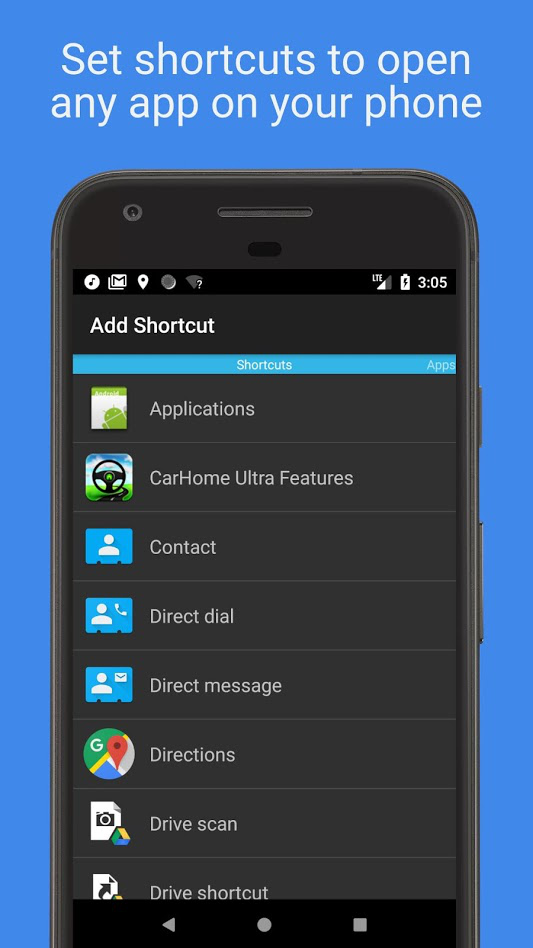 Set shortcuts to open
any app on your phone
LTE
3:05
Add Shortcut
Shortcuts
Apps
Android
Applications
CarHome Ultra Features
Contact
Direct dial
Direct message
G
Directions
Drive scan
Drive shortcut